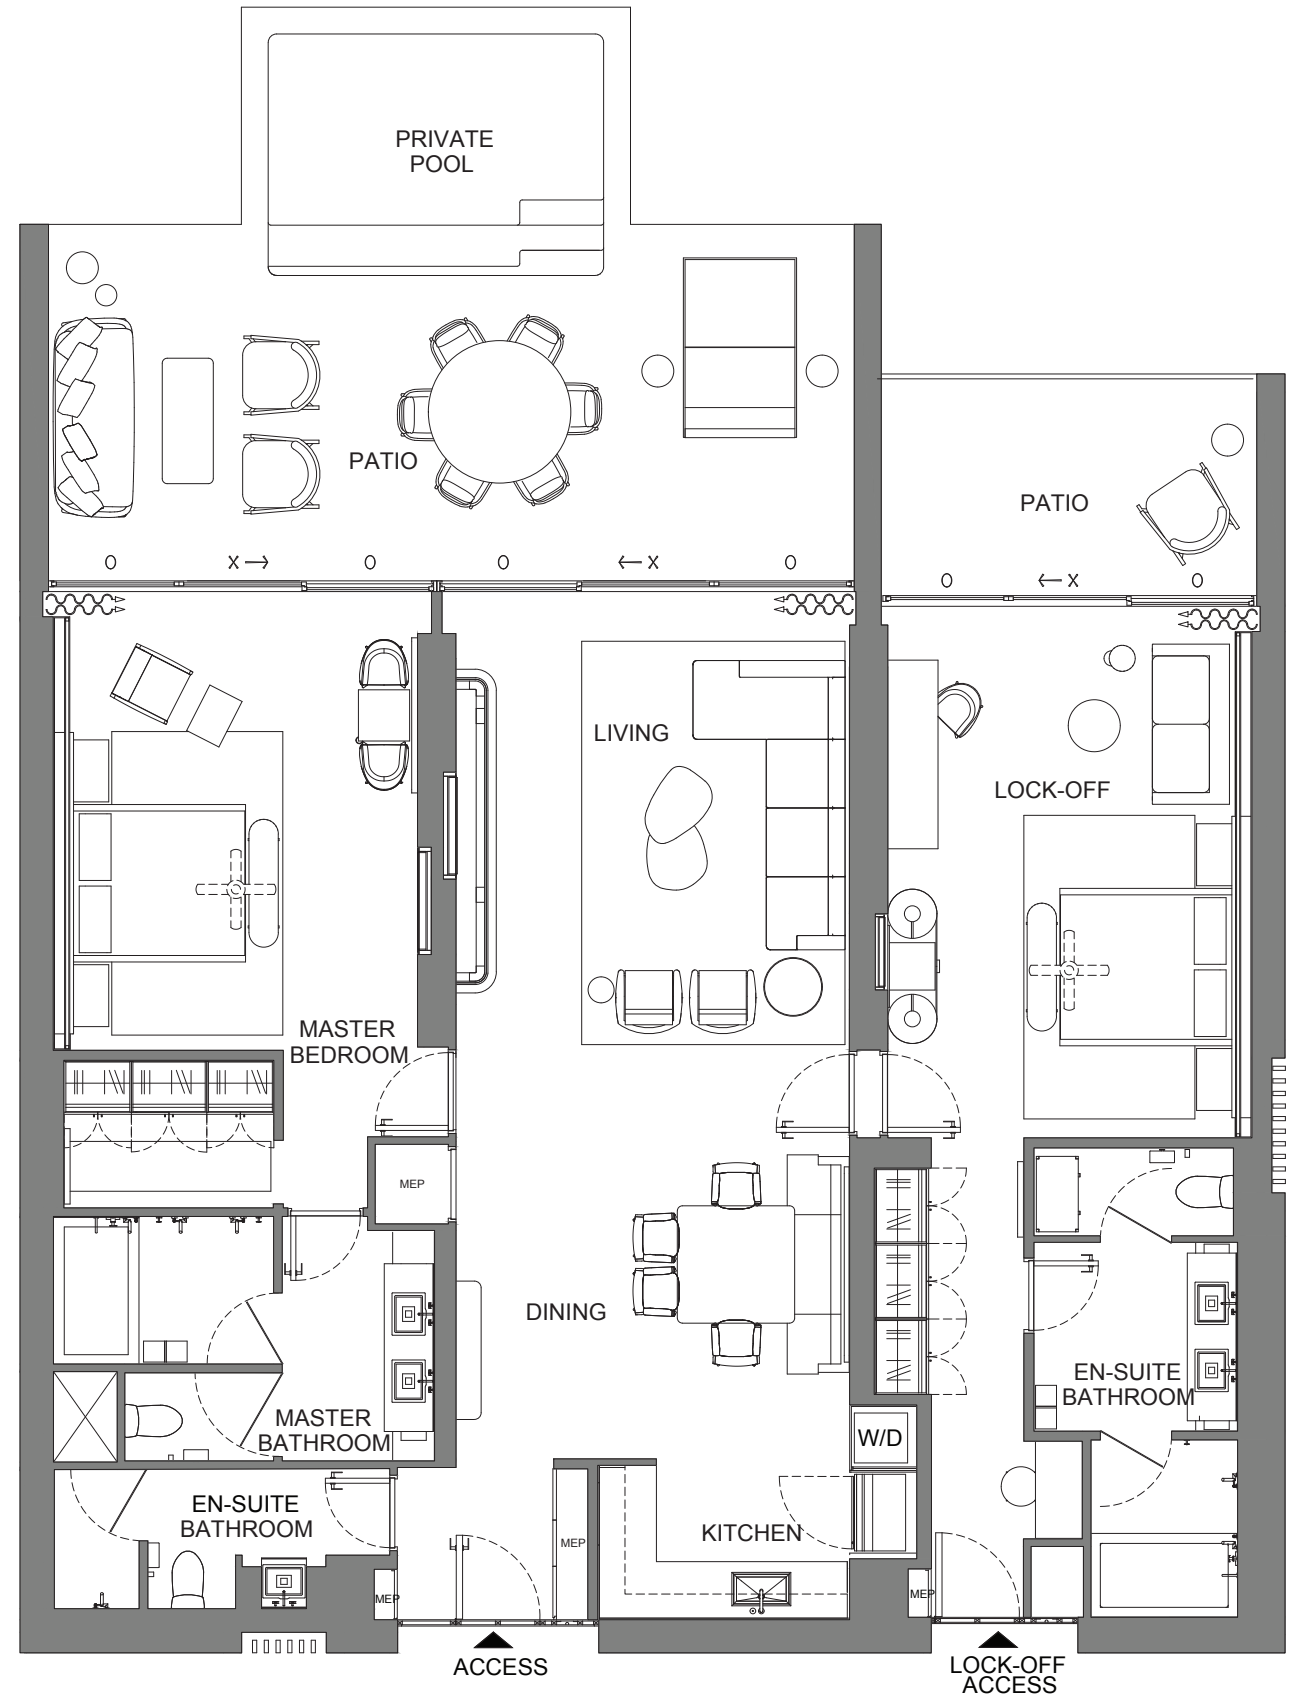 PRIVATE
POOL
PATIO
PATIO
O X O O X O
O X O
LIVING
LOCK-OFF
MASTER
BEDROOM
MEP
DINING
EN-SUITE
BATHROOM
MASTER
BATHROOM
W/D
EN-SUITE
BATHROOM
KITCHEN
MEP
MEP
MEP
ACCESS
LOCK-OFF
ACCESS